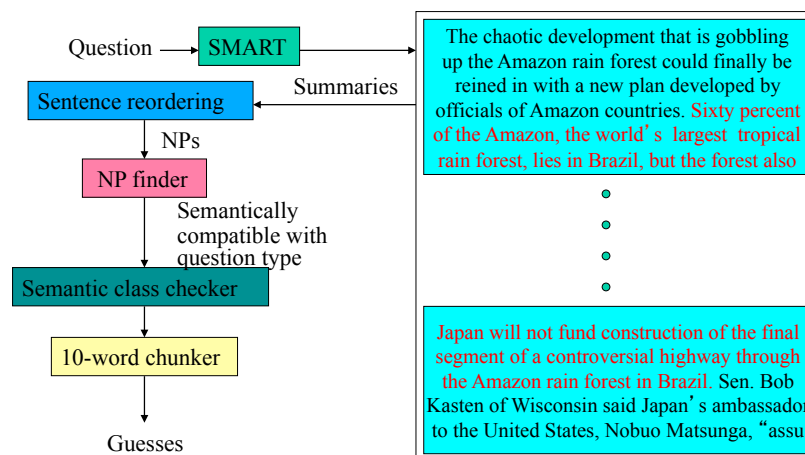 Question
SMART
Summaries
Sentence reordering
NPs
NP finder
Semantically
compatible with
question type
Semantic class checker
10-word chunker
Guesses
The chaotic development that is gobbling
up the Amazon rain forest could finally be
reined in with a new plan developed by
officials of Amazon countries. Sixty percent
of the Amazon, the world’s largest tropical
rain forest, lies in Brazil, but the forest also
Japan will not fund construction of the final
segment of a controversial highway through
the Amazon rain forest in Brazil. Sen. Bob
Kasten of Wisconsin said Japan’s ambassador
to the United States, Nobuo Matsunga, “assu